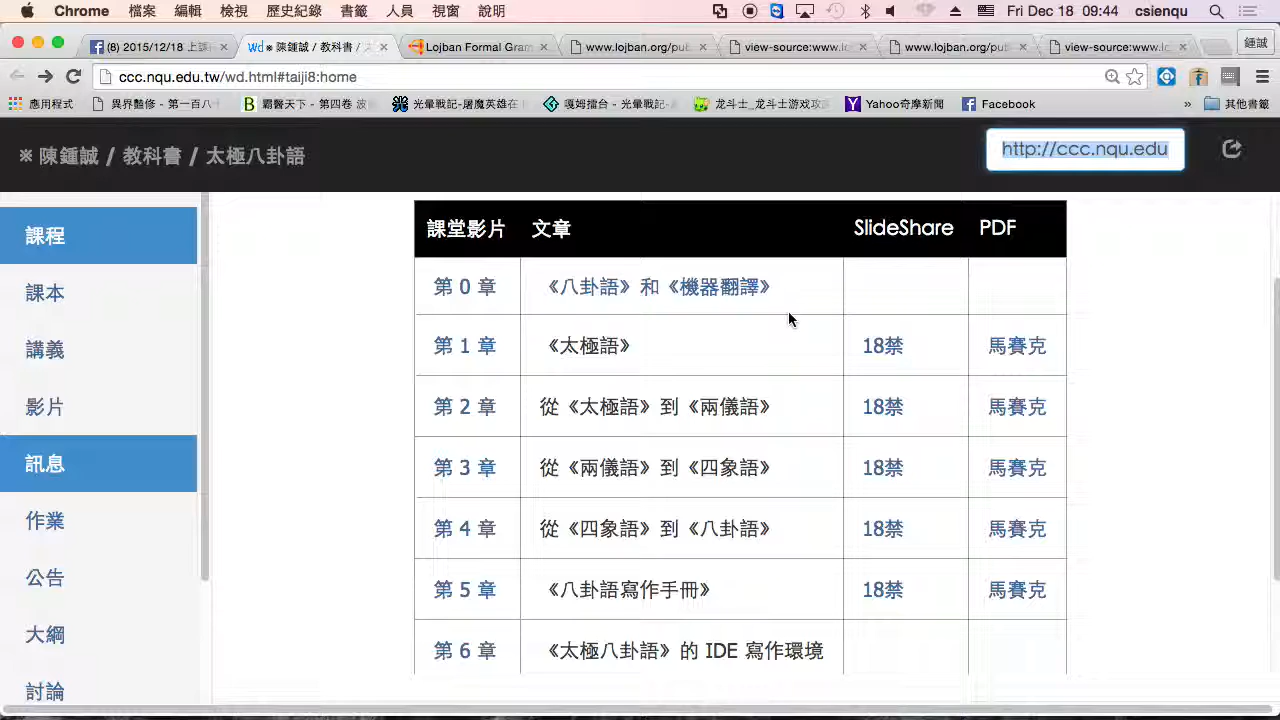 Chrome 檔案 編輯 檢視 歷史紀錄 書籤 人員 視窗 說明 Fri Dec 18 09:44 csienqu
(8) 2015/12/18 上課 Wd※ 陳鍾誠 / 教科書 / 太 Lojban Formal Gram www.lojban.org/pub view-source:www. www.lojban.org/pub view-source:www.lo 鍾誠
ccc.nqu.edu.tw/wd.html#taiji8:home
應用程式 異界醫修 - 第一百八十 霸醫天下 - 第四卷 光暈戰記-屠魔英雄在 嘎姆擂台 - 光暈戰記- 龙斗士_龙斗士游戏攻 Yahoo奇摩新聞 Facebook » 其他書籤
※ 陳鍾誠 / 教科書 / 太極八卦語 http://ccc.nqu.edu
課程
課本
講義
影片
訊息
作業
公告
大綱
討論
課堂影片 文章 SlideShare PDF
第 0 章 《八卦語》和《機器翻譯》
第 1 章 《太極語》 18禁 馬賽克
第 2 章 從《太極語》到《兩儀語》 18禁 馬賽克
第 3 章 從《兩儀語》到《四象語》 18禁 馬賽克
第 4 章 從《四象語》到《八卦語》 18禁 馬賽克
第 5 章 《八卦語寫作手冊》 18禁 馬賽克
第 6 章 《太極八卦語》的 IDE 寫作環境